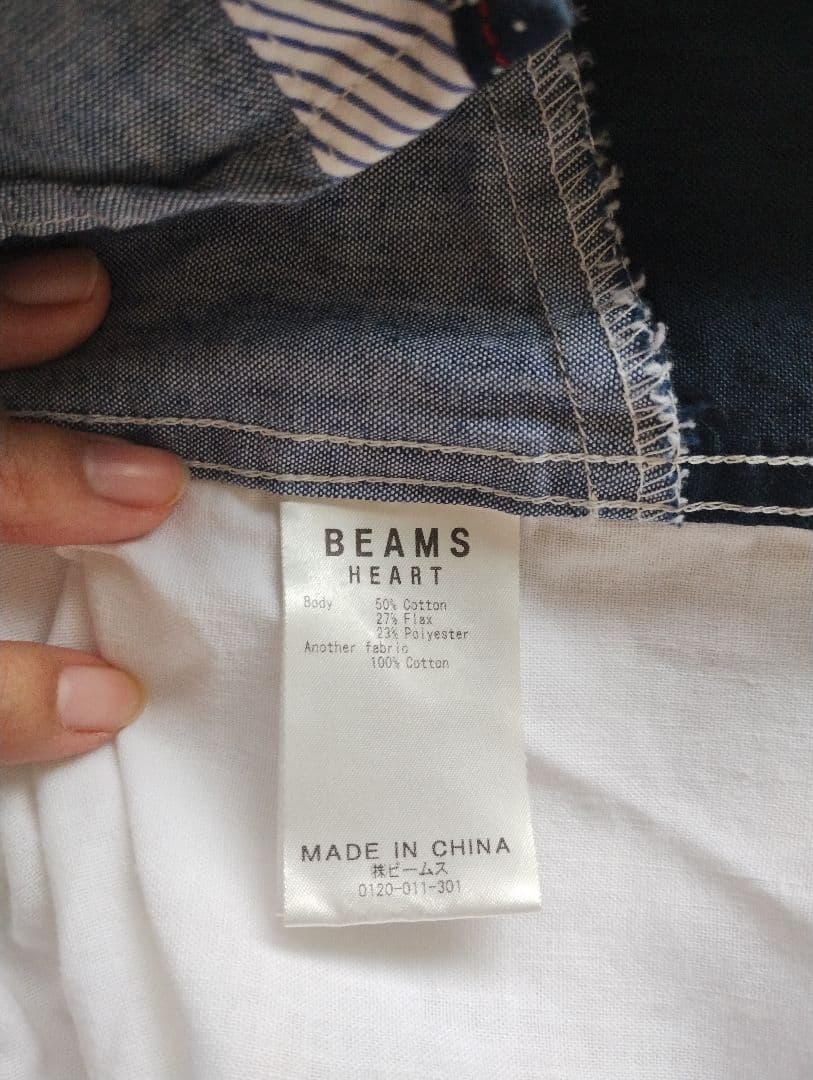 BEAMS
HEART
Body 50% Cotton
27% Flax
23% Polyester
Another fabric
100% Cotton
MADE IN CHINA
㈱ビームス
0120-011-301